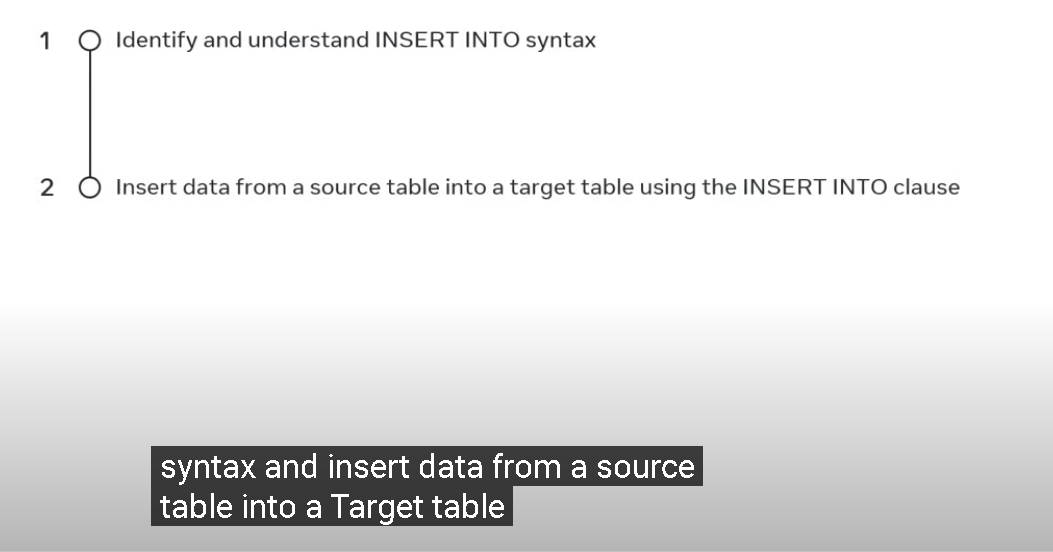 1 Identify and understand INSERT INTO syntax
2 Insert data from a source table into a target table using the INSERT INTO clause
syntax and insert data from a source
table into a Target table